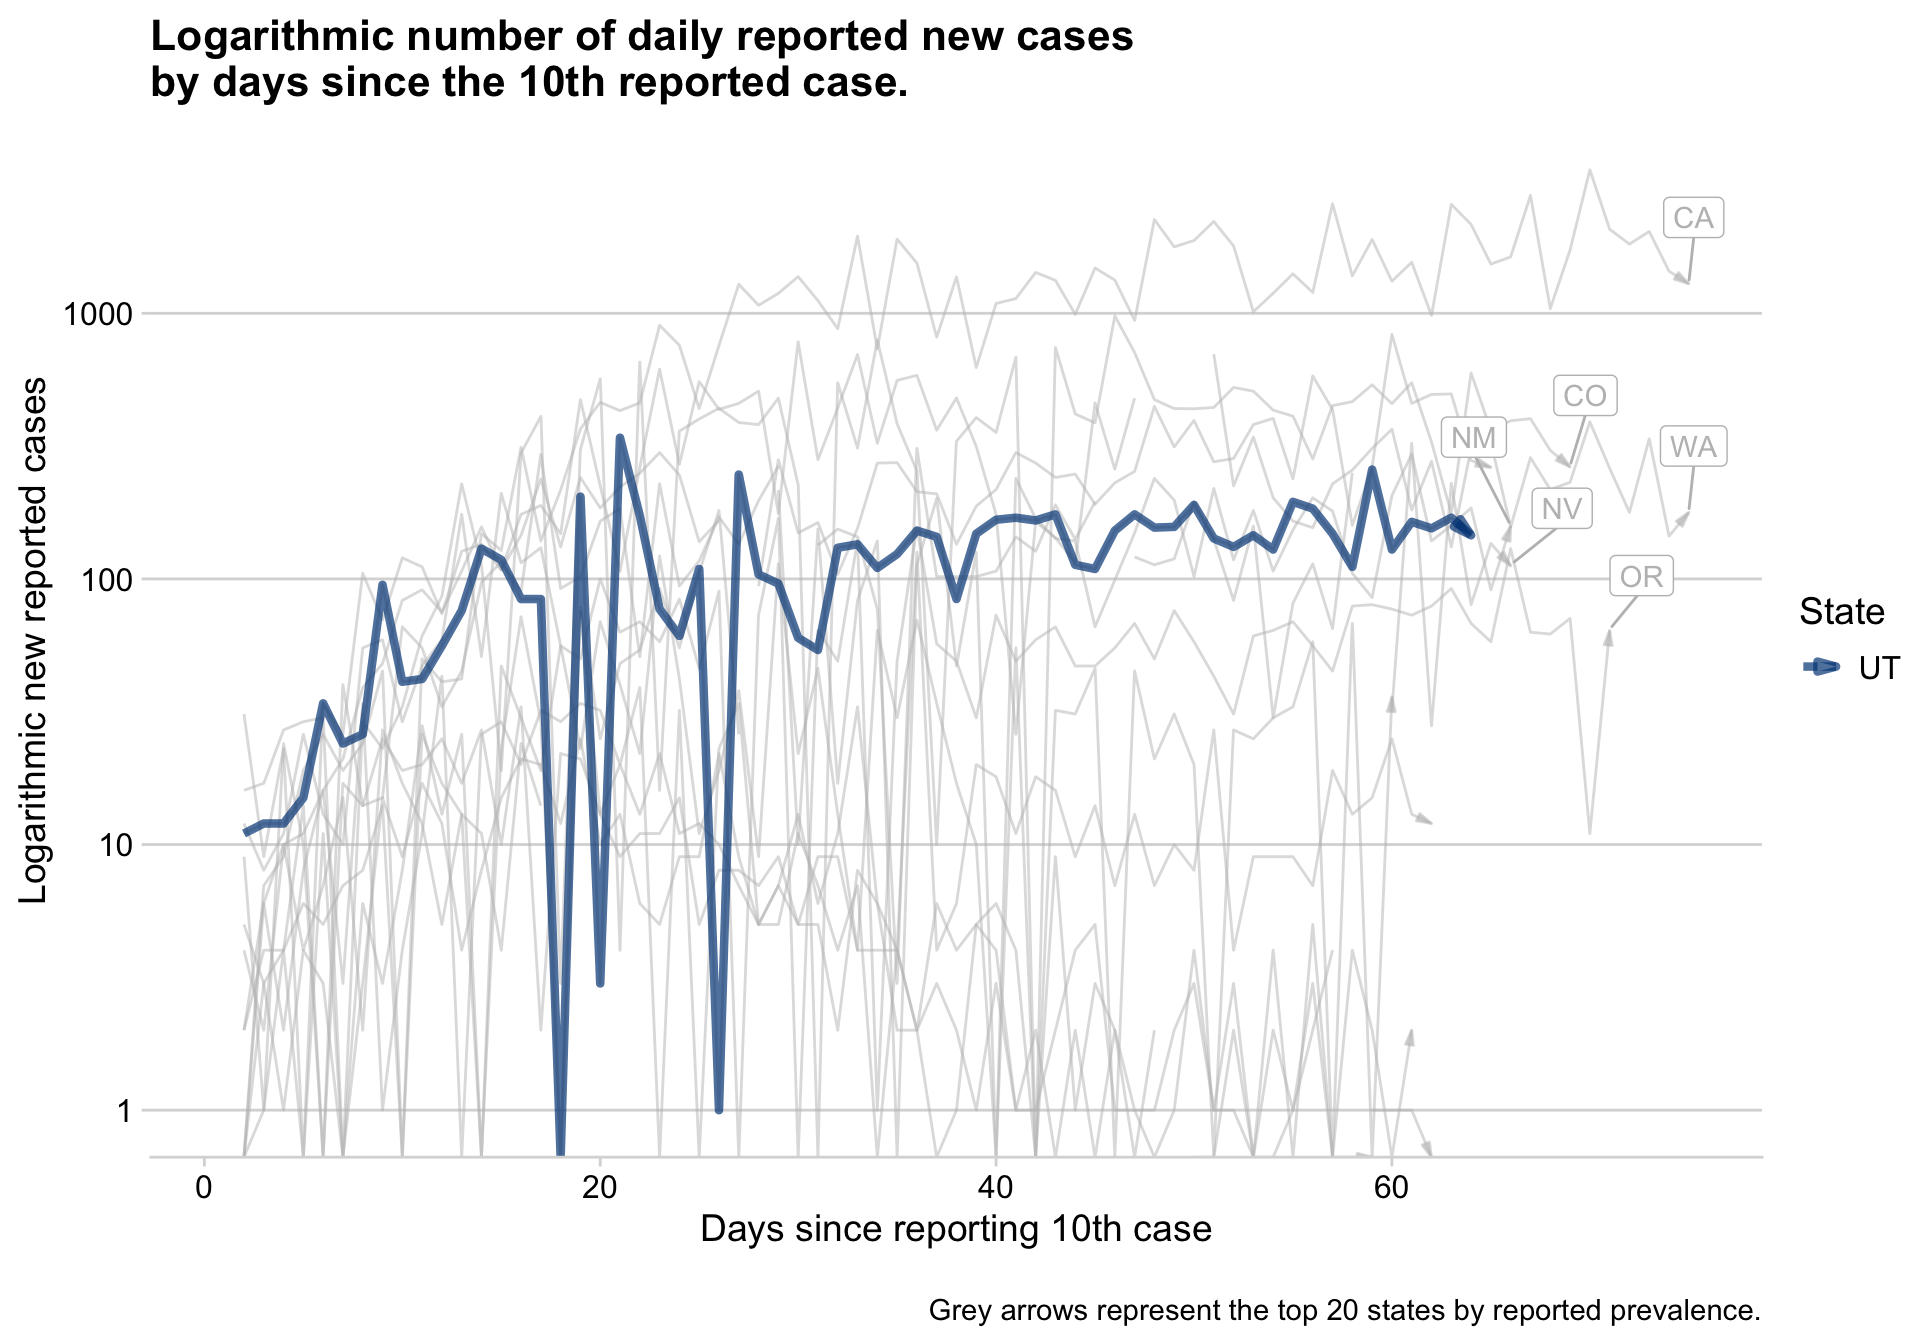 Logarithmic number of daily reported new cases
by days since the 10th reported case.
Logarithmic new reported cases
1000
100
10
1
CA
CO
NM
WA
NV
OR
State
UT
0
20
40
60
Days since reporting 10th case
Grey arrows represent the top 20 states by reported prevalence.